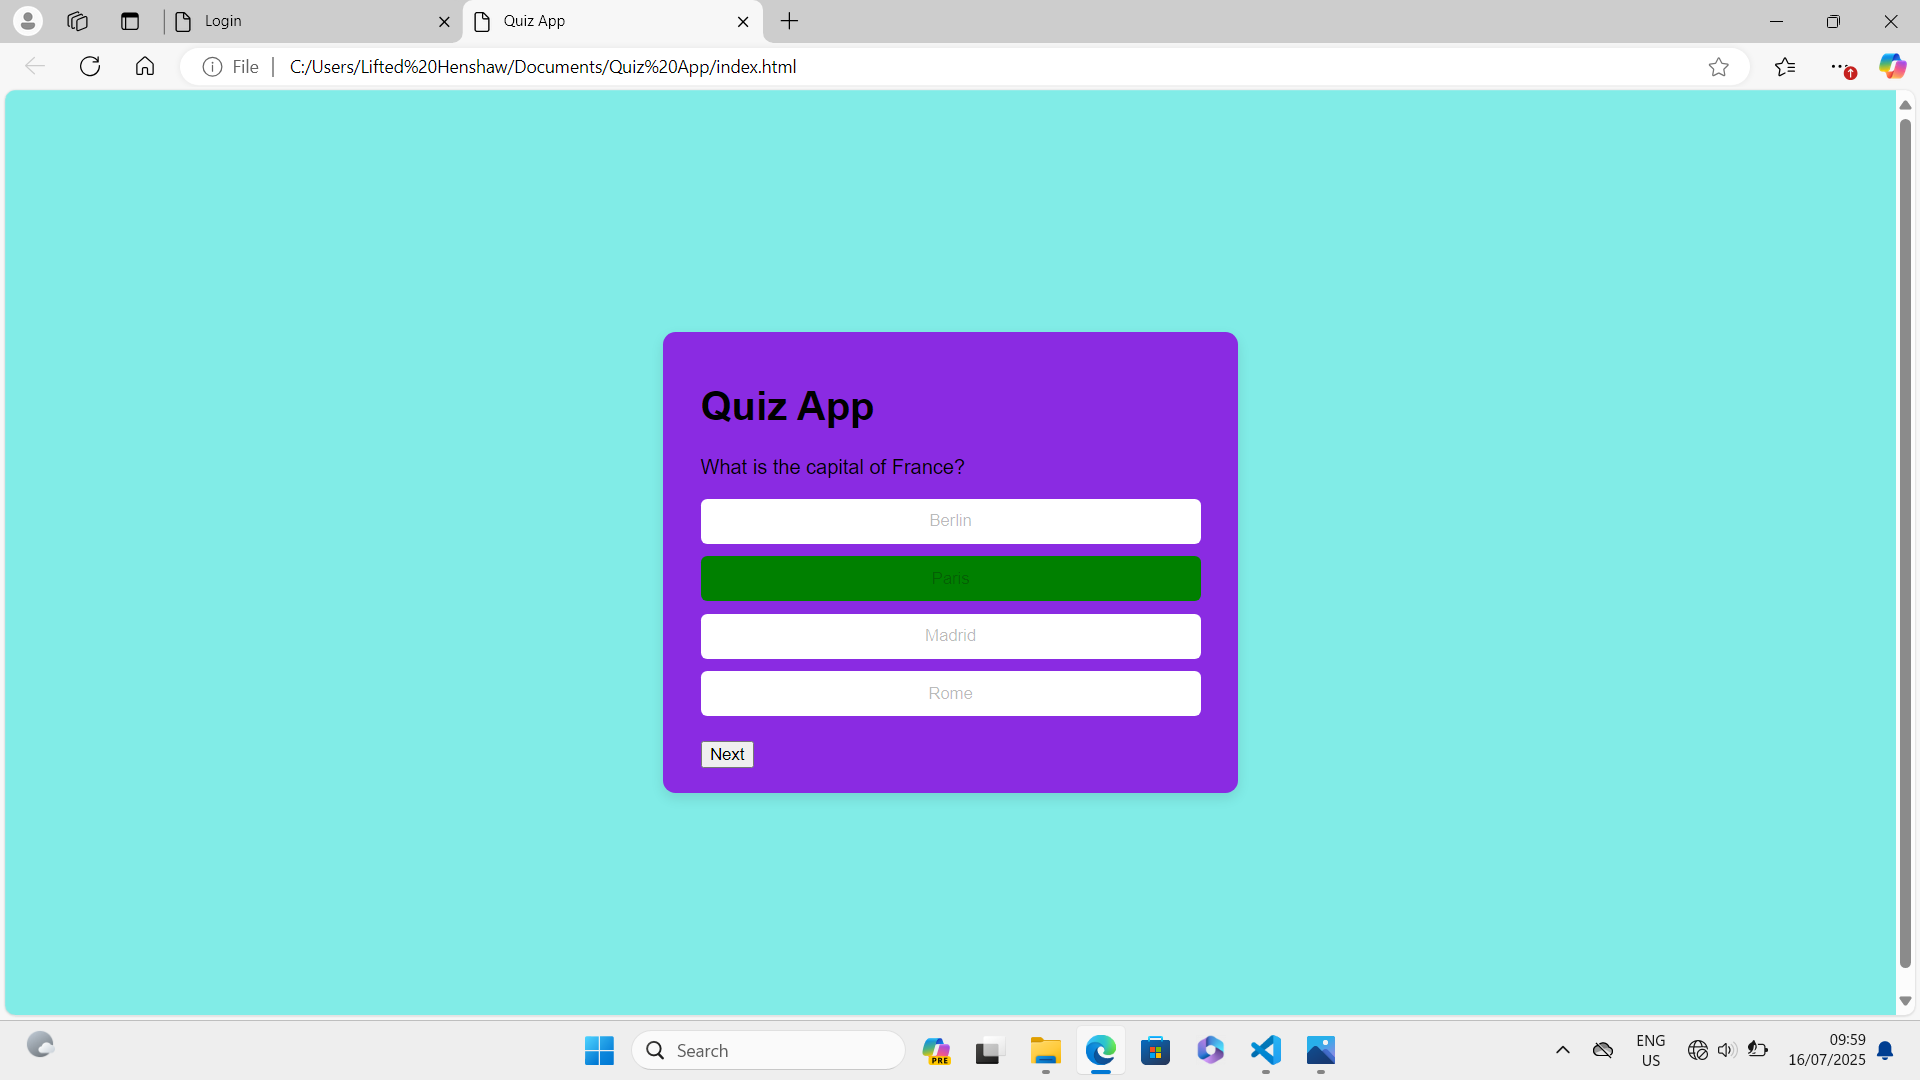 Login
Quiz App
File
C:/Users/Lifted%20Henshaw/Documents/Quiz%20App/index.html
Quiz App
What is the capital of France?
Berlin
Paris
Madrid
Rome
Next
Search
PRE
ENG
US
09:59
16/07/2025